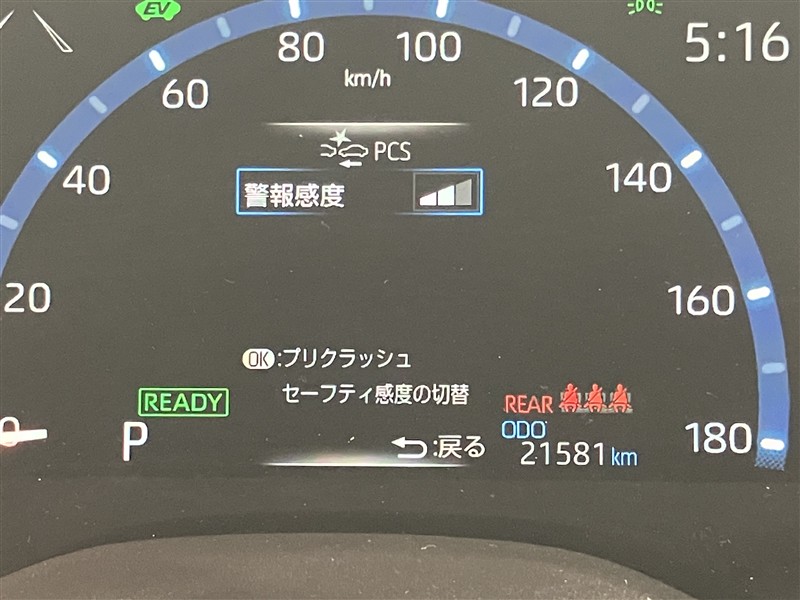 EV
80
100
5:16
km/h
60
120
PCS
40
警報感度
140
20
160
OK:プリクラッシュ
セーフティ感度の切替
READY
REAR
0
P
ODO
180
戻る
21581km